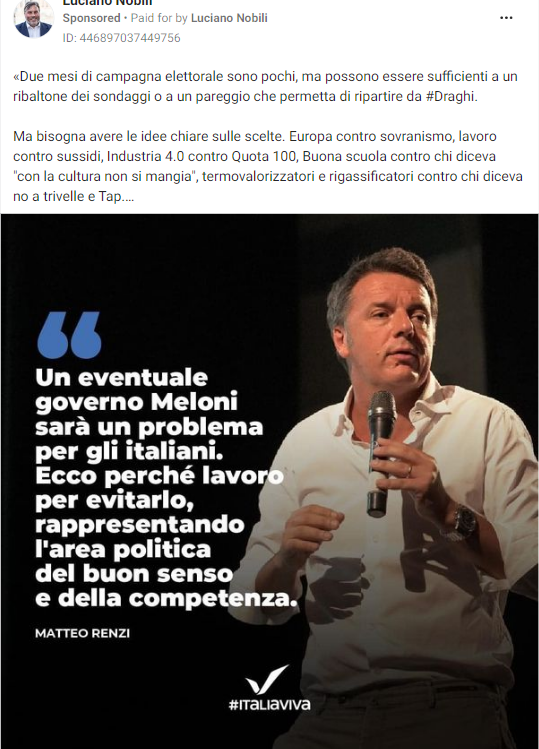 Luciano Nobili
Sponsored • Paid for by Luciano Nobili
ID: 446897037449756
«Due mesi di campagna elettorale sono pochi, ma possono essere sufficienti a un
ribaltone dei sondaggi o a un pareggio che permetta di ripartire da #Draghi.
Ma bisogna avere le idee chiare sulle scelte. Europa contro sovranismo, lavoro
contro sussidi, Industria 4.0 contro Quota 100, Buona scuola contro chi diceva
"con la cultura non si mangia", termovalorizzatori e rigassificatori contro chi diceva
no a trivelle e Tap....
Un eventuale
governo Meloni
sarà un problema
per gli italiani.
Ecco perché lavoro
per evitarlo,
rappresentando
l'area politica
del buon senso
e della competenza.
MATTEO RENZI
#ITALIAVIVA